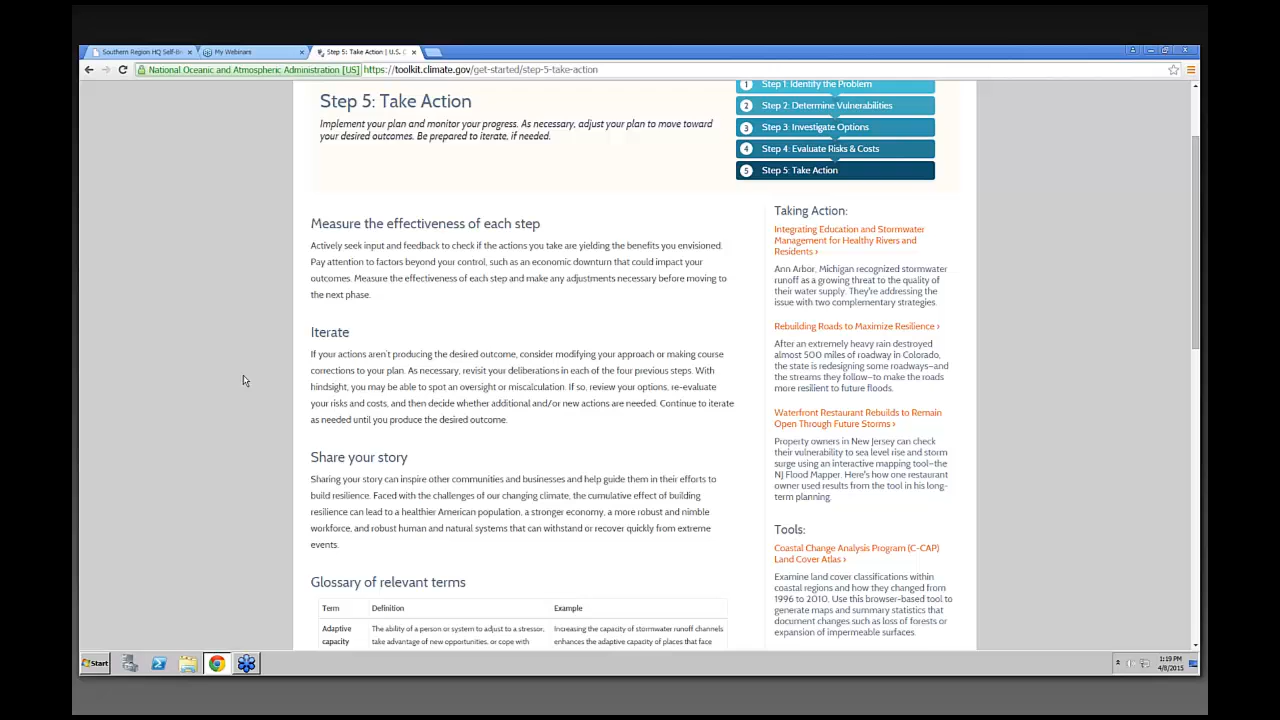 Southern Region HQ Self-Br
My Webinars
Step 5: Take Action | U.S. C
National Oceanic and Atmospheric Administration [US]
https://toolkit.climate.gov/get-started/step-5-take-action
Step 5: Take Action
Implement your plan and monitor your progress. As necessary, adjust your plan to move toward
your desired outcomes. Be prepared to iterate, if needed.
1 Step 1: Identify the Problem
2 Step 2: Determine Vulnerabilities
3 Step 3: Investigate Options
4 Step 4: Evaluate Risks & Costs
5 Step 5: Take Action
Measure the effectiveness of each step
Actively seek input and feedback to check if the actions you take are yielding the benefits you envisioned.
Pay attention to factors beyond your control, such as an economic downturn that could impact your
outcomes. Measure the effectiveness of each step and make any adjustments necessary before moving to
the next phase.
Iterate
If your actions aren't producing the desired outcome, consider modifying your approach or making course
corrections to your plan. As necessary, revisit your deliberations in each of the four previous steps. With
hindsight, you may be able to spot an oversight or miscalculation. If so, review your options, re-evaluate
your risks and costs, and then decide whether additional and/or new actions are needed. Continue to iterate
as needed until you produce the desired outcome.
Share your story
Sharing your story can inspire other communities and businesses and help guide them in their efforts to
build resilience. Faced with the challenges of our changing climate, the cumulative effect of building
resilience can lead to a healthier American population, a stronger economy, a more robust and nimble
workforce, and robust human and natural systems that can withstand or recover quickly from extreme
events.
Glossary of relevant terms
Term Definition Example
Adaptive The ability of a person or system to adjust to a stressor, Increasing the capacity of stormwater runoff channels
capacity take advantage of new opportunities, or cope with enhances the adaptive capacity of places that face
Taking Action:
Integrating Education and Stormwater
Management for Healthy Rivers and
Residents ›
Ann Arbor, Michigan recognized stormwater
runoff as a growing threat to the quality of
their water supply. They're addressing the
issue with two complementary strategies.
Rebuilding Roads to Maximize Resilience ›
After an extremely heavy rain destroyed
almost 500 miles of roadway in Colorado,
the state is redesigning some roadways—and
the streams they follow—to make the roads
more resilient to future floods.
Waterfront Restaurant Rebuilds to Remain
Open Through Future Storms ›
Property owners in New Jersey can check
their vulnerability to sea level rise and storm
surge using an interactive mapping tool—the
NJ Flood Mapper. Here's how one restaurant
owner used results from the tool in his long-
term planning.
Tools:
Coastal Change Analysis Program (C-CAP)
Land Cover Atlas ›
Examine land cover classifications within
coastal regions and how they changed from
1996 to 2010. Use this browser-based tool to
generate maps and summary statistics that
document changes such as loss of forests or
expansion of impermeable surfaces.
Start
1:19 PM
4/8/2015